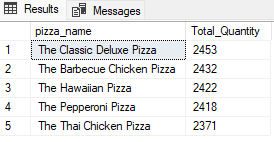 Results Messages
pizza_name Total_Quantity
1 The Classic Deluxe Pizza 2453
2 The Barbecue Chicken Pizza 2432
3 The Hawaiian Pizza 2422
4 The Pepperoni Pizza 2418
5 The Thai Chicken Pizza 2371